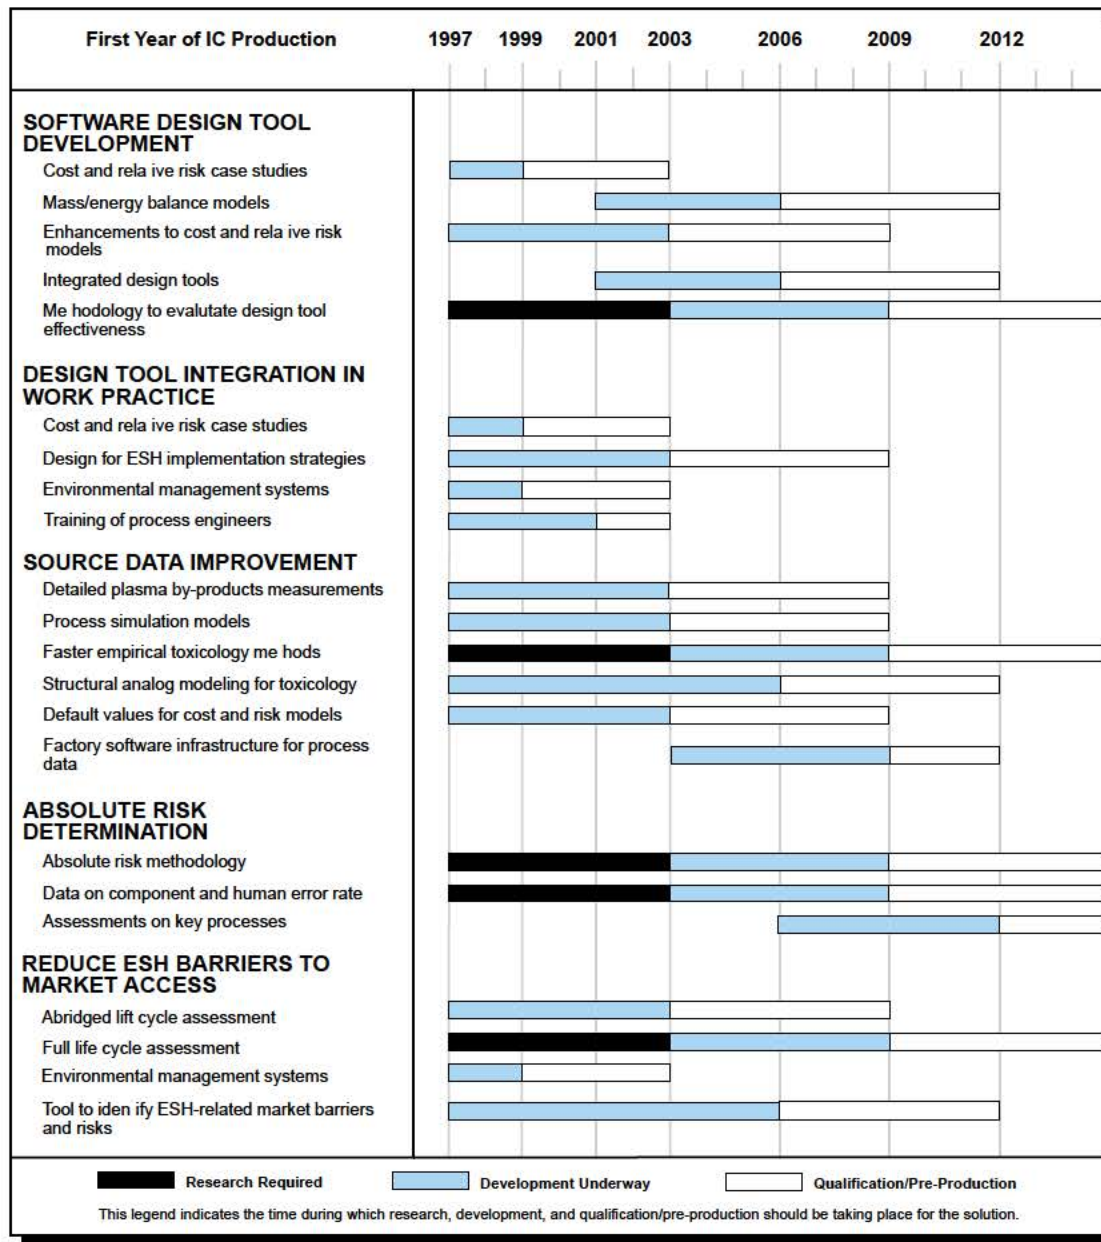 First Year of IC Production
1997 1999 2001 2003 2006 2009 2012
SOFTWARE DESIGN TOOL
DEVELOPMENT
Cost and rela ive risk case studies
Mass/energy balance models
Enhancements to cost and rela ive risk
models
Integrated design tools
Me hodology to evalutate design tool
effectiveness
DESIGN TOOL INTEGRATION IN
WORK PRACTICE
Cost and rela ive risk case studies
Design for ESH implementation strategies
Environmental management systems
Training of process engineers
SOURCE DATA IMPROVEMENT
Detailed plasma by-products measurements
Process simulation models
Faster empirical toxicology me hods
Structural analog modeling for toxicology
Default values for cost and risk models
Factory software infrastructure for process
data
ABSOLUTE RISK
DETERMINATION
Absolute risk methodology
Data on component and human error rate
Assessments on key processes
REDUCE ESH BARRIERS TO
MARKET ACCESS
Abridged lift cycle assessment
Full life cycle assessment
Environmental management systems
Tool to iden ify ESH-related market barriers
and risks
Research Required Development Underway Qualification/Pre-Production
This legend indicates the time during which research, development, and qualification/pre-production should be taking place for the solution.